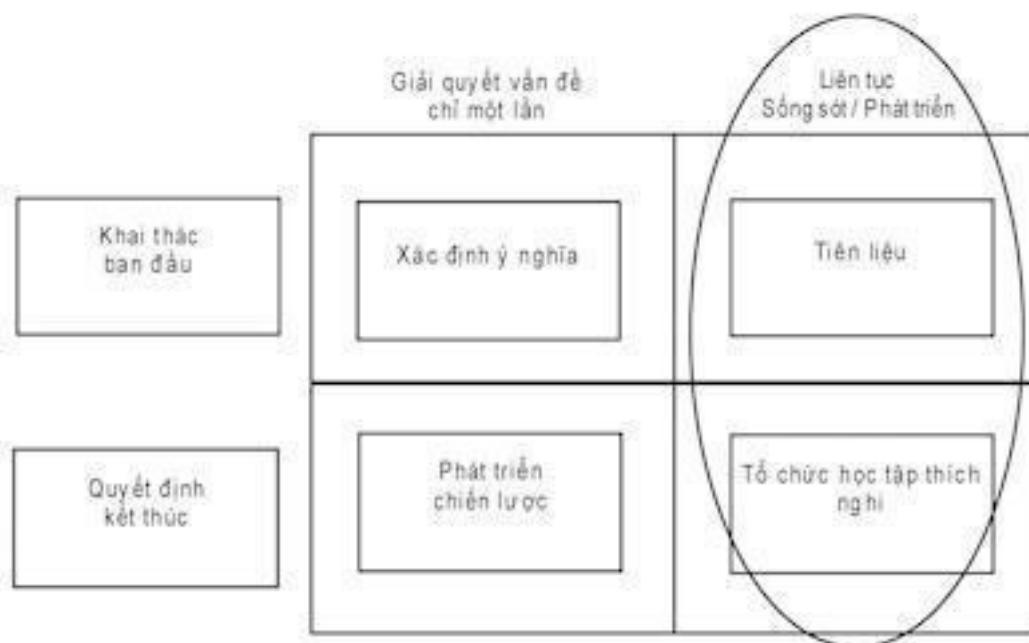 Giải quyết vấn đề
chỉ một lần
Liên tục
Sống sót / Phát triển
Khai thác
ban đầu
Xác định ý nghĩa
Tiên liệu
Quyết định
kết thúc
Phát triển
chiến lược
Tổ chức học tập thích
nghi